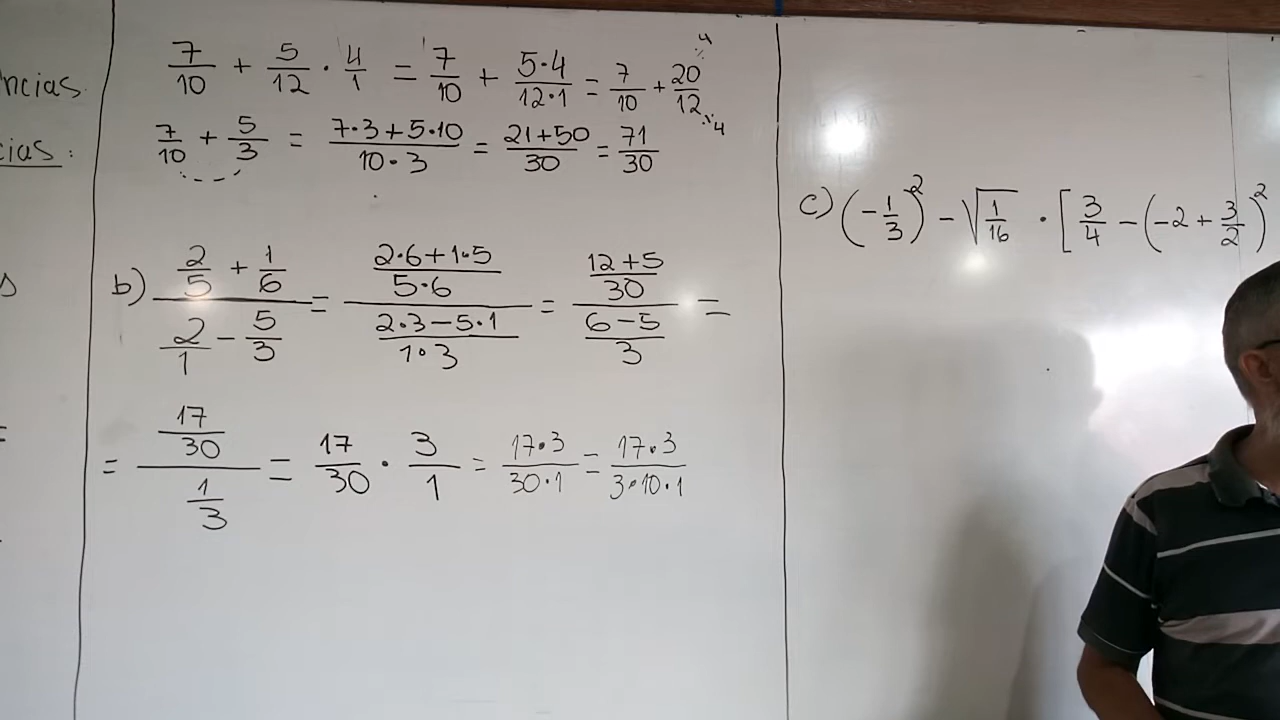 ncias.
cias:
s
=
7/10 + 5/12 · 4/1 = 7/10 + 5·4/12·1 = 7/10 + 20/12 :4 :4
7/10 + 5/3 = 7·3+5·10/10·3 = 21+50/30 = 71/30
b) (2/5 + 1/6)/(2/1 - 5/3) = (2·6+1·5/5·6)/(2·3-5·1/1·3) = (12+5/30)/(6-5/3) =
= (17/30)/(1/3) = 17/30 · 3/1 = 17·3/30·1 = 17·3/3·10·1
c) (-1/3)² - √1/16 · [3/4 - (-2 + 3/2)²